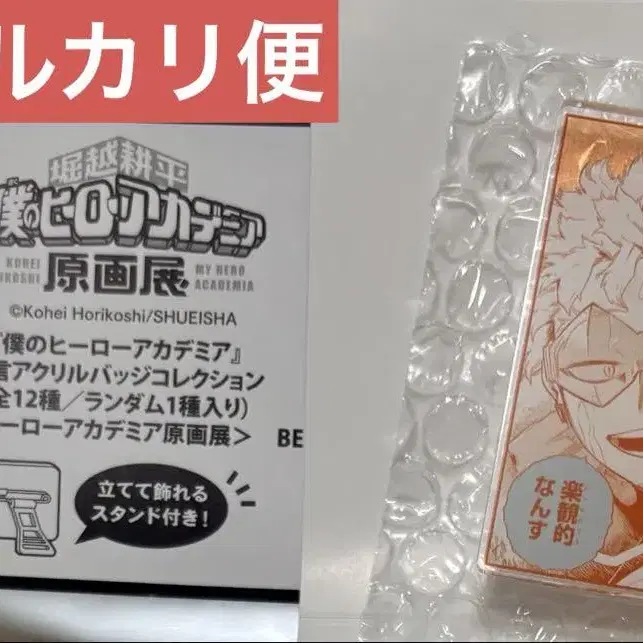 ルカリ便
堀越耕平
僕のヒーローアカデミア
KOHEI
IKOSHI
原画展
MY HERO
ACADEMIA
©Kohei Horikoshi/SHUEISHA
『僕のヒーローアカデミア』
言アクリルバッジコレクション
全12種／ランダム1種入り）
ーローアカデミア原画展＞
BE
立てて飾れる
スタンド付き！
楽観的
なんす